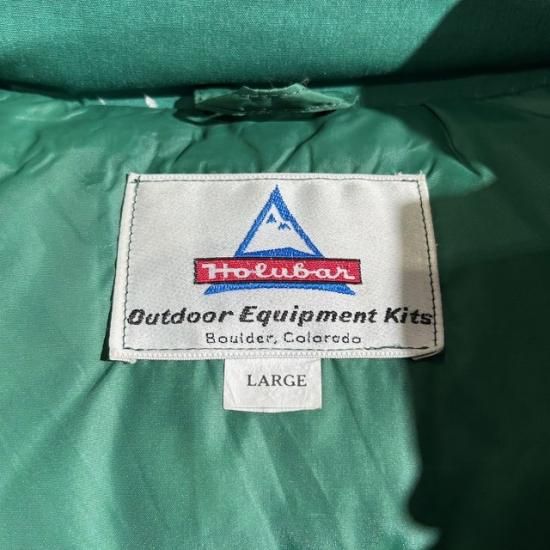 Holubar
Outdoor Equipment Kits
Boulder, Colorado
LARGE